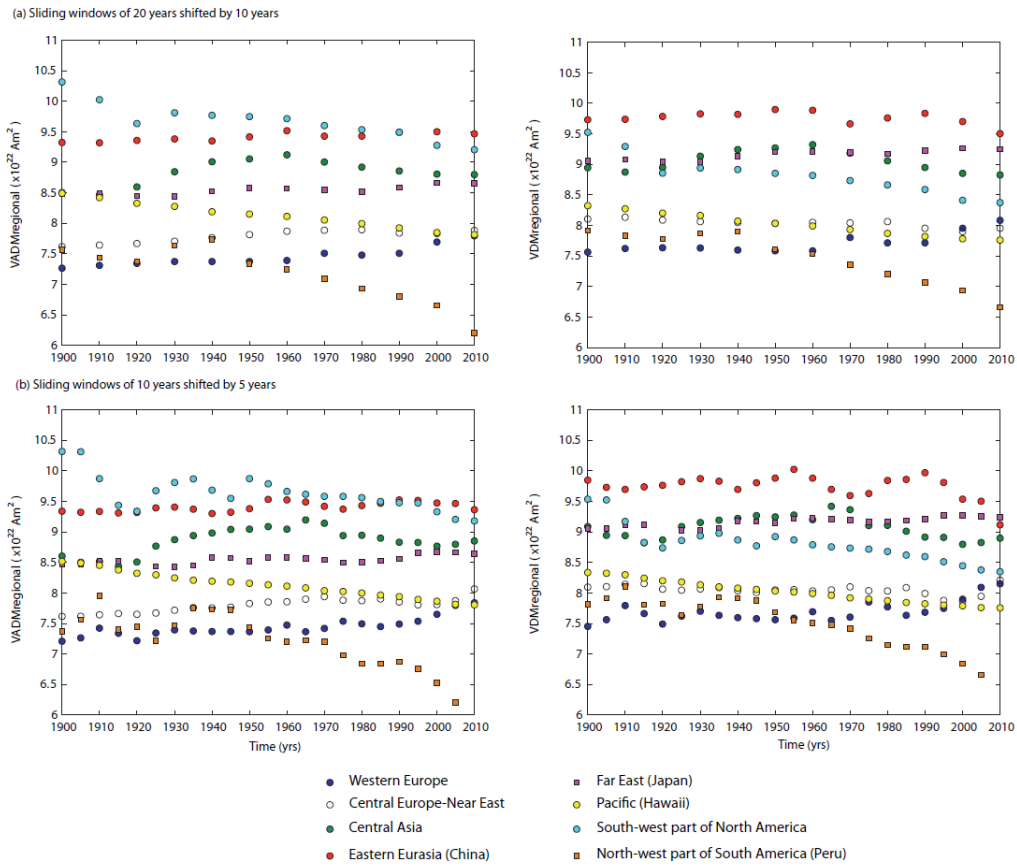 (a) Sliding windows of 20 years shifted by 10 years
VADMregional ( x10²² Am² )
11
10.5
10
9.5
9
8.5
8
7.5
7
6.5
6
1900 1910 1920 1930 1940 1950 1960 1970 1980 1990 2000 2010
VDMregional ( x10²² Am² )
11
10.5
10
9.5
9
8.5
8
7.5
7
6.5
6
1900 1910 1920 1930 1940 1950 1960 1970 1980 1990 2000 2010
(b) Sliding windows of 10 years shifted by 5 years
VADMregional ( x10²² Am² )
11
10.5
10
9.5
9
8.5
8
7.5
7
6.5
6
1900 1910 1920 1930 1940 1950 1960 1970 1980 1990 2000 2010
Time (yrs)
VDMregional ( x10²² Am² )
11
10.5
10
9.5
9
8.5
8
7.5
7
6.5
6
1900 1910 1920 1930 1940 1950 1960 1970 1980 1990 2000 2010
Time (yrs)
Western Europe
Central Europe-Near East
Central Asia
Eastern Eurasia (China)
Far East (Japan)
Pacific (Hawaii)
South-west part of North America
North-west part of South America (Peru)